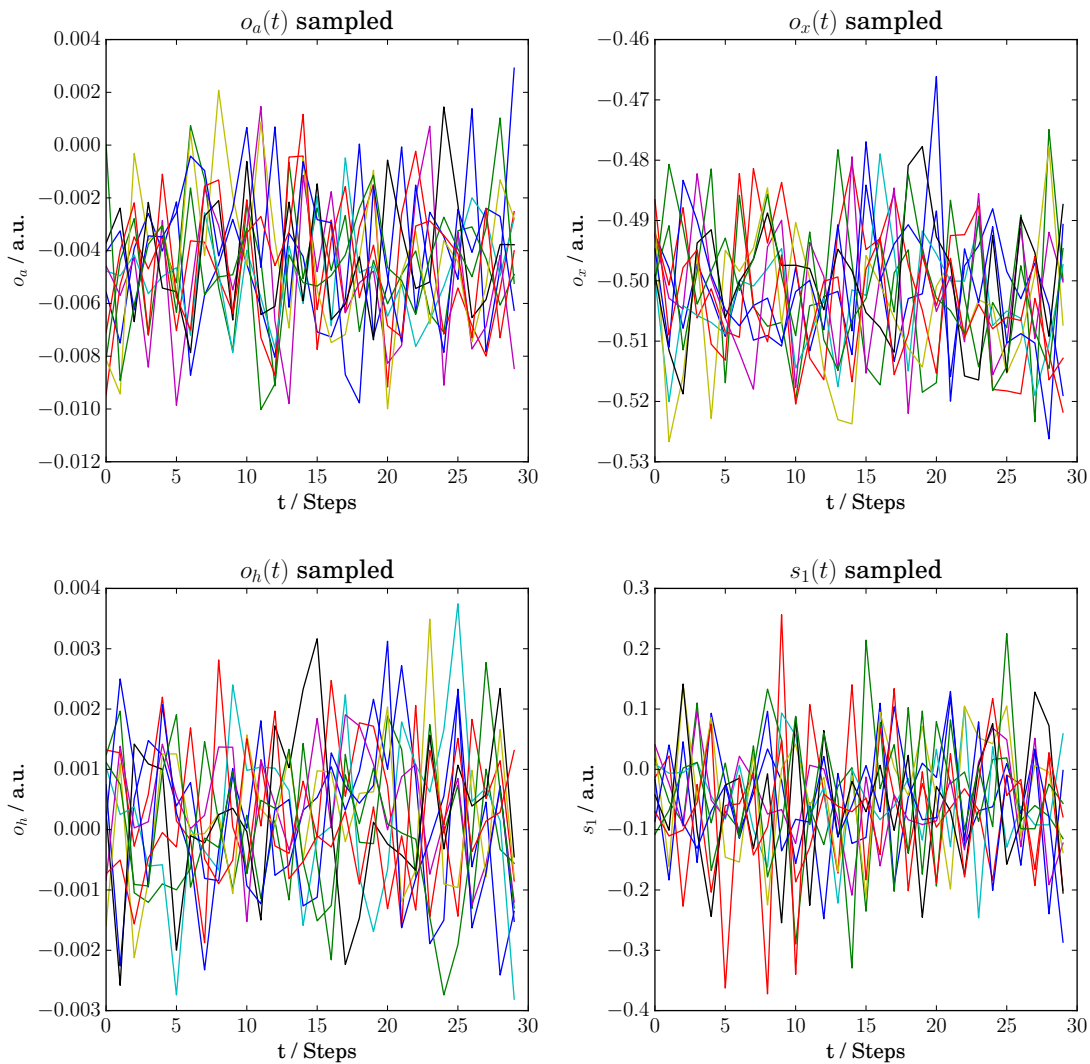 o_a(t) sampled
0.004
0.002
0.000
−0.002
−0.004
−0.006
−0.008
−0.010
−0.012
o_a / a.u.
0 5 10 15 20 25 30
t / Steps
o_x(t) sampled
−0.46
−0.47
−0.48
−0.49
−0.50
−0.51
−0.52
−0.53
o_x / a.u.
0 5 10 15 20 25 30
t / Steps
o_h(t) sampled
0.004
0.003
0.002
0.001
0.000
−0.001
−0.002
−0.003
o_h / a.u.
0 5 10 15 20 25 30
t / Steps
s_1(t) sampled
0.3
0.2
0.1
0.0
−0.1
−0.2
−0.3
−0.4
s_1 / a.u.
0 5 10 15 20 25 30
t / Steps